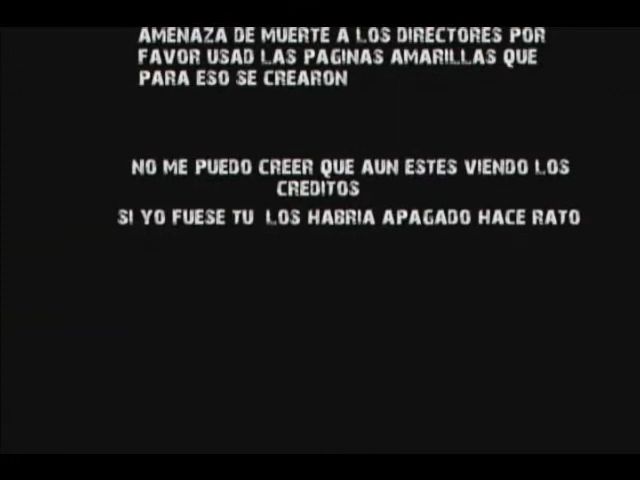 AMENAZA DE MUERTE A LOS DIRECTORES POR
FAVOR USAD LAS PAGINAS AMARILLAS QUE
PARA ESO SE CREARON
NO ME PUEDO CREER QUE AUN ESTES VIENDO LOS
CREDITOS
SI YO FUESE TU LOS HABRIA APAGADO HACE RATO